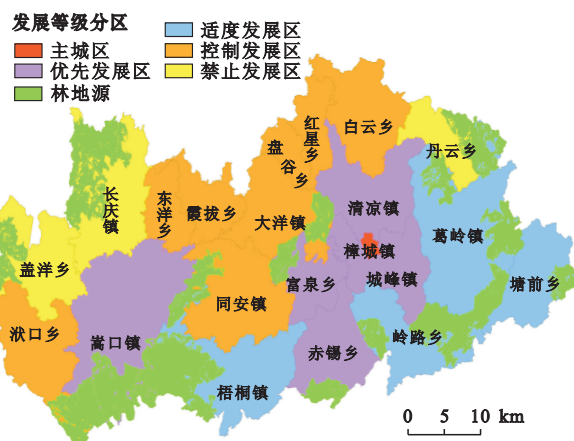 发展等级分区
主城区
优先发展区
林地源
适度发展区
控制发展区
禁止发展区
红星乡
白云乡
盘谷乡
丹云乡
长庆镇
东洋乡
霞拔乡
大洋镇
清凉镇
葛岭镇
樟城镇
盖洋乡
城峰镇
富泉乡
塘前乡
同安镇
洑口乡
嵩口镇
岭路乡
赤锡乡
梧桐镇
0 5 10 km